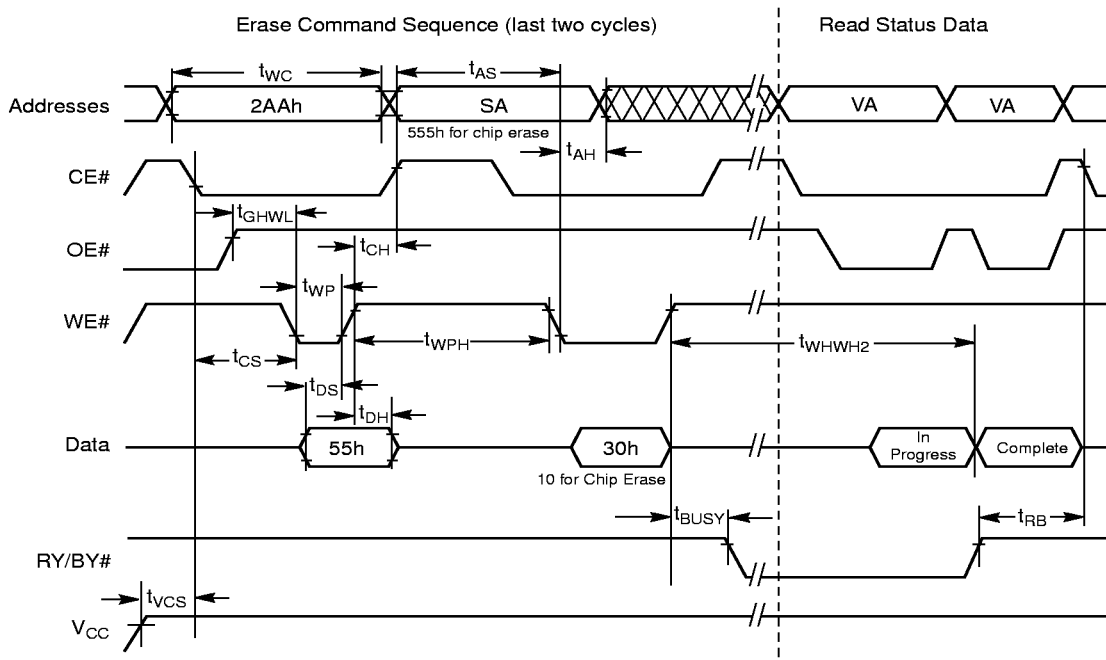 Erase Command Sequence (last two cycles)
Read Status Data
tWC
tAS
Addresses
2AAh
SA
VA
VA
555h for chip erase
tAH
CE#
tGHWL
OE#
tCH
tWP
WE#
tWPH
tWHWH2
tCS
tDS
tDH
Data
55h
30h
In
Progress
Complete
10 for Chip Erase
tBUSY
tRB
RY/BY#
tVCS
VCC